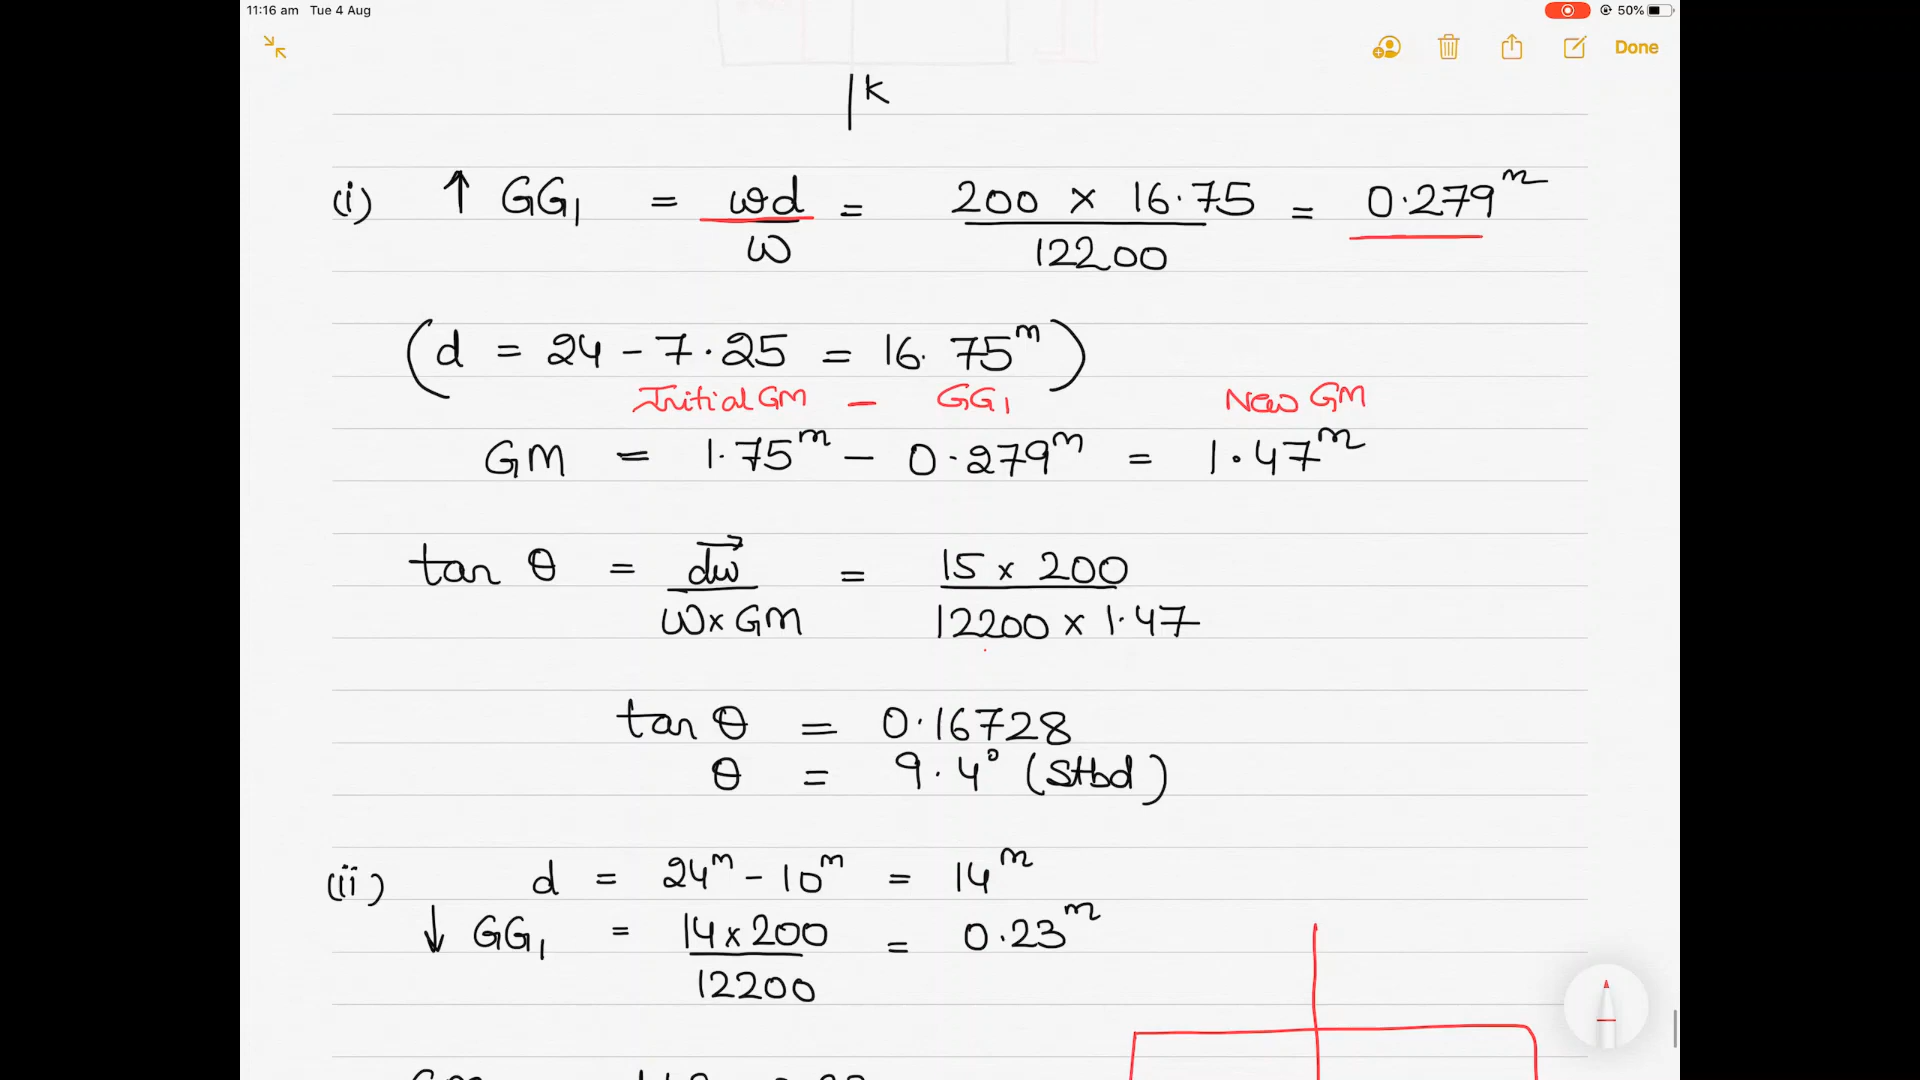 11:16 am Tue 4 Aug
50%
Done
K
(i) ↑ GG₁ = wd/W = 200 × 16.75 / 12200 = 0.279ᵐ
(d = 24 - 7.25 = 16.75ᵐ)
Initial GM - GG₁ New GM
GM = 1.75ᵐ - 0.279ᵐ = 1.47ᵐ
tan θ = dw / W× GM = 15 × 200 / 12200 × 1.47
tan θ = 0.16728
θ = 9.4° (Stbd)
(ii) d = 24ᵐ - 10ᵐ = 14ᵐ
↓ GG₁ = 14 × 200 / 12200 = 0.23ᵐ